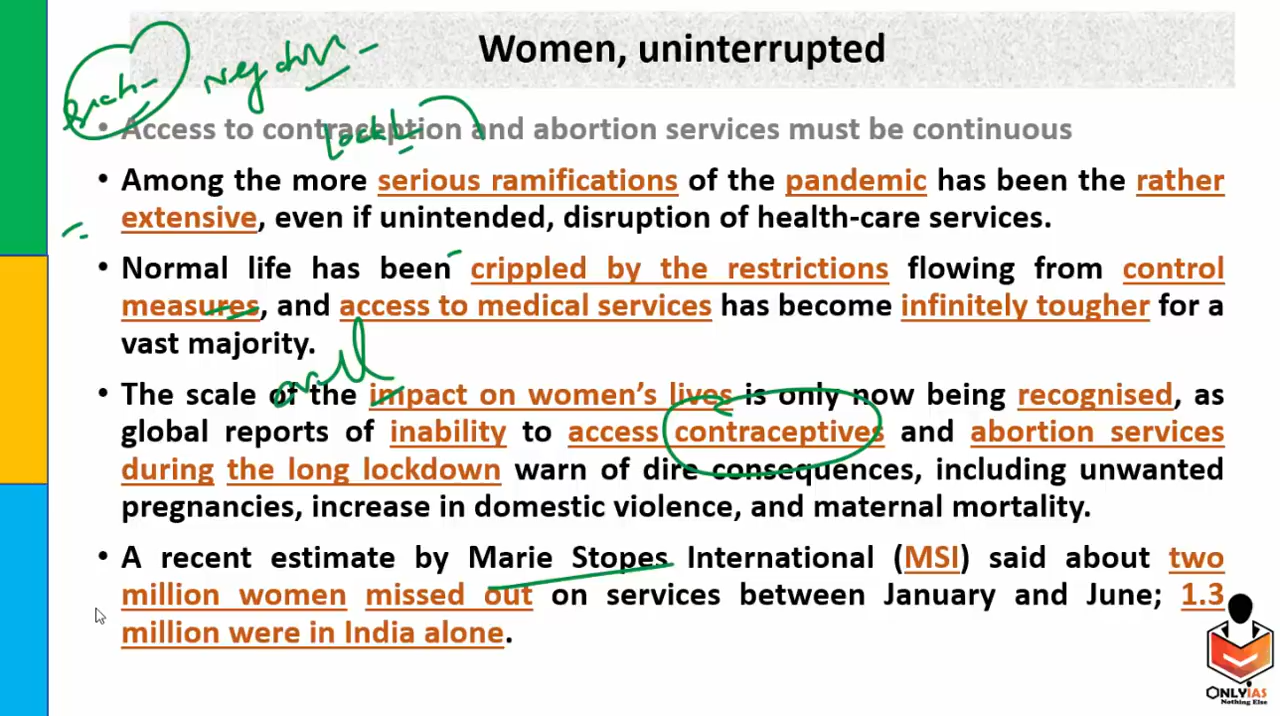 Women, uninterrupted
• Access to contraception and abortion services must be continuous
• Among the more serious ramifications of the pandemic has been the rather
extensive, even if unintended, disruption of health-care services.
• Normal life has been crippled by the restrictions flowing from control
measures, and access to medical services has become infinitely tougher for a
vast majority.
• The scale of the impact on women's lives is only now being recognised, as
global reports of inability to access contraceptives and abortion services
during the long lockdown warn of dire consequences, including unwanted
pregnancies, increase in domestic violence, and maternal mortality.
• A recent estimate by Marie Stopes International (MSI) said about two
million women missed out on services between January and June; 1.3
million were in India alone.
ONLYIAS
Nothing Else